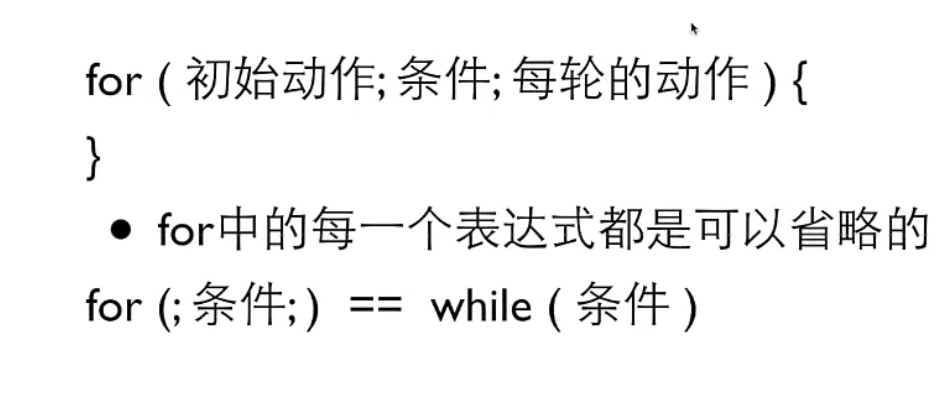 for ( 初始动作; 条件; 每轮的动作 ) {
}
• for中的每一个表达式都是可以省略的
for (; 条件; ) == while ( 条件 )